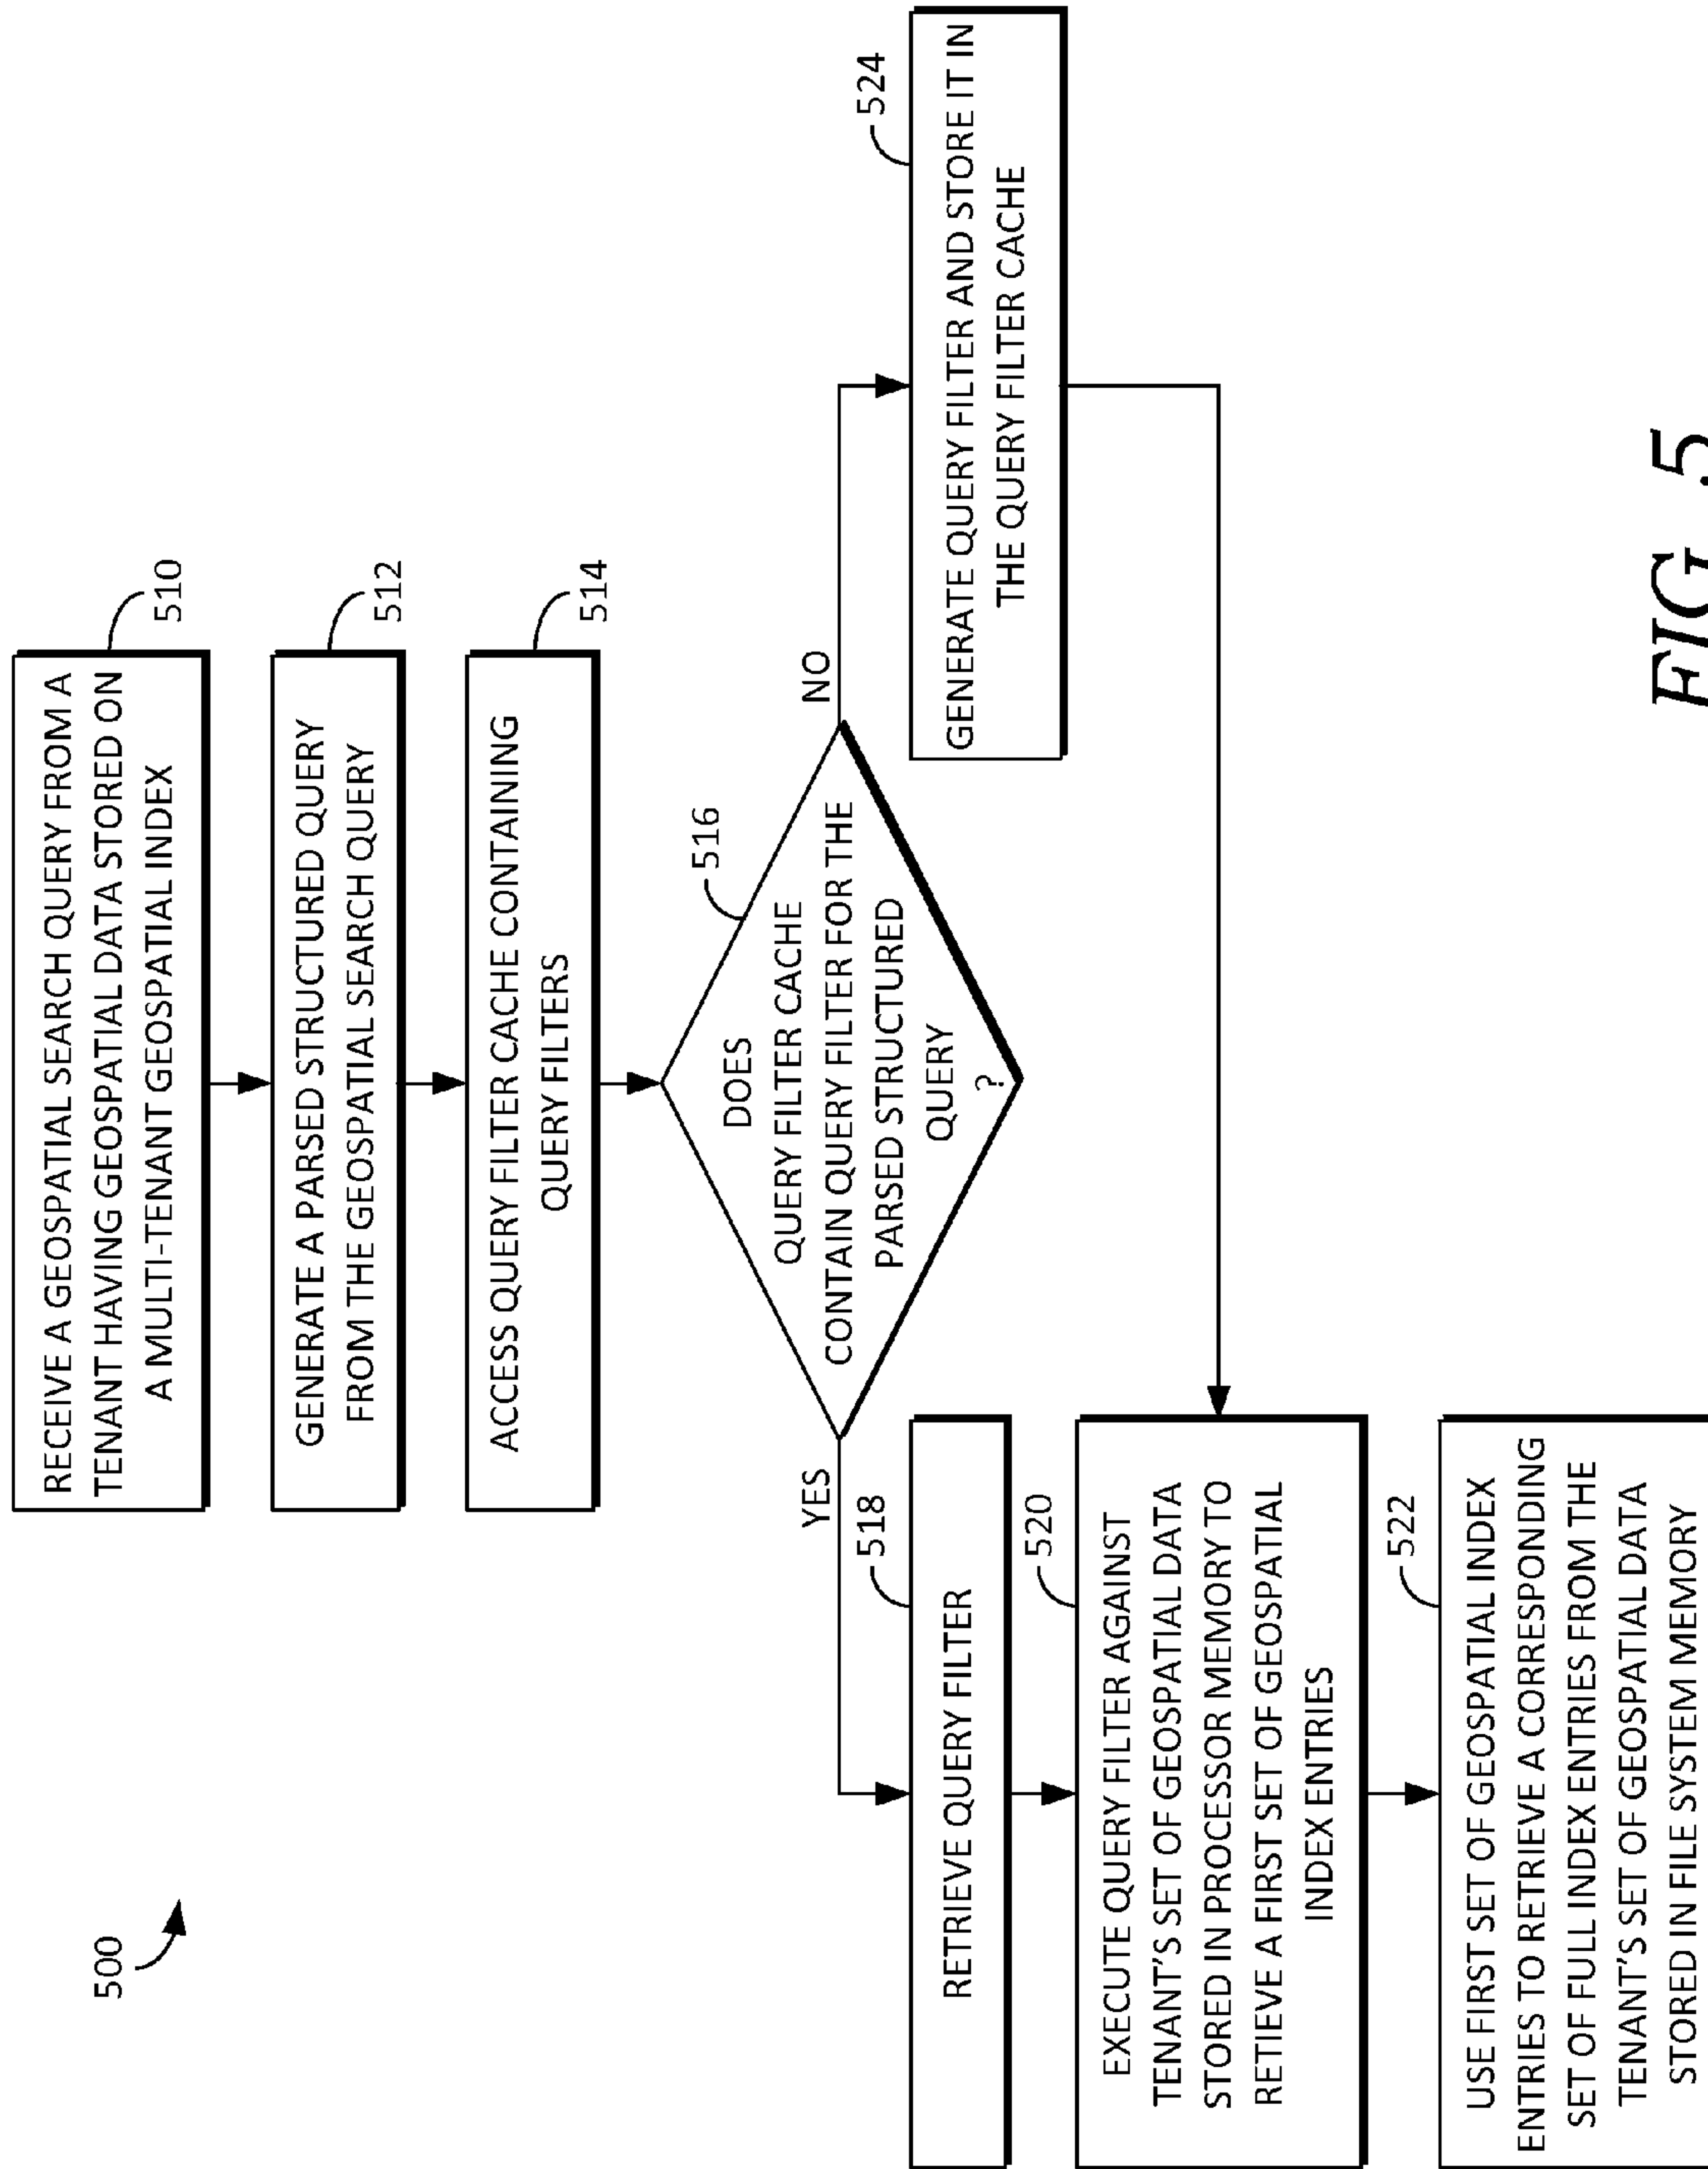 500
RECEIVE A GEOSPATIAL SEARCH QUERY FROM A
TENANT HAVING GEOSPATIAL DATA STORED ON
A MULTI-TENANT GEOSPATIAL INDEX
510
GENERATE A PARSED STRUCTURED QUERY
FROM THE GEOSPATIAL SEARCH QUERY
512
ACCESS QUERY FILTER CACHE CONTAINING
QUERY FILTERS
514
DOES
QUERY FILTER CACHE
CONTAIN QUERY FILTER FOR THE
PARSED STRUCTURED
QUERY
?
516
YES
NO
RETRIEVE QUERY FILTER
518
GENERATE QUERY FILTER AND STORE IT IN
THE QUERY FILTER CACHE
524
EXECUTE QUERY FILTER AGAINST
TENANT'S SET OF GEOSPATIAL DATA
STORED IN PROCESSOR MEMORY TO
RETIEVE A FIRST SET OF GEOSPATIAL
INDEX ENTRIES
520
USE FIRST SET OF GEOSPATIAL INDEX
ENTRIES TO RETRIEVE A CORRESPONDING
SET OF FULL INDEX ENTRIES FROM THE
TENANT'S SET OF GEOSPATIAL DATA
STORED IN FILE SYSTEM MEMORY
522
FIG. 5